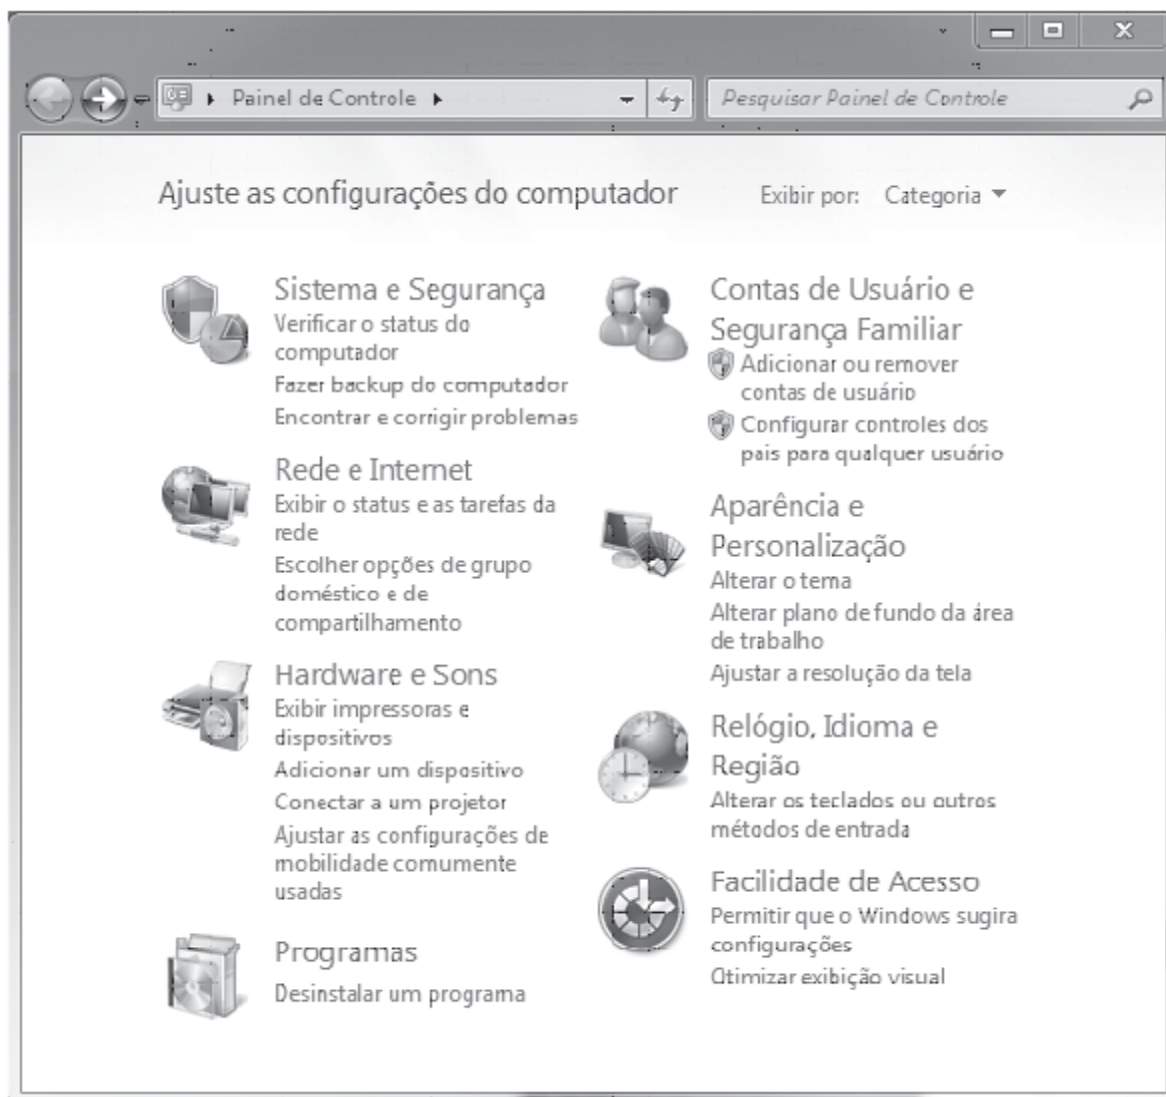 Painel de Controle
Pesquisar Painel de Controle
Ajuste as configurações do computador
Exibir por: Categoria
Sistema e Segurança
Verificar o status do
computador
Fazer backup do computador
Encontrar e corrigir problemas
Rede e Internet
Exibir o status e as tarefas da
rede
Escolher opções de grupo
doméstico e de
compartilhamento
Hardware e Sons
Exibir impressoras e
dispositivos
Adicionar um dispositivo
Conectar a um projetor
Ajustar as configurações de
mobilidade comumente
usadas
Programas
Desinstalar um programa
Contas de Usuário e
Segurança Familiar
Adicionar ou remover
contas de usuário
Configurar controles dos
pais para qualquer usuário
Aparência e
Personalização
Alterar o tema
Alterar plano de fundo da área
de trabalho
Ajustar a resolução da tela
Relógio, Idioma e
Região
Alterar os teclados ou outros
métodos de entrada
Facilidade de Acesso
Permitir que o Windows sugira
configurações
Otimizar exibição visual